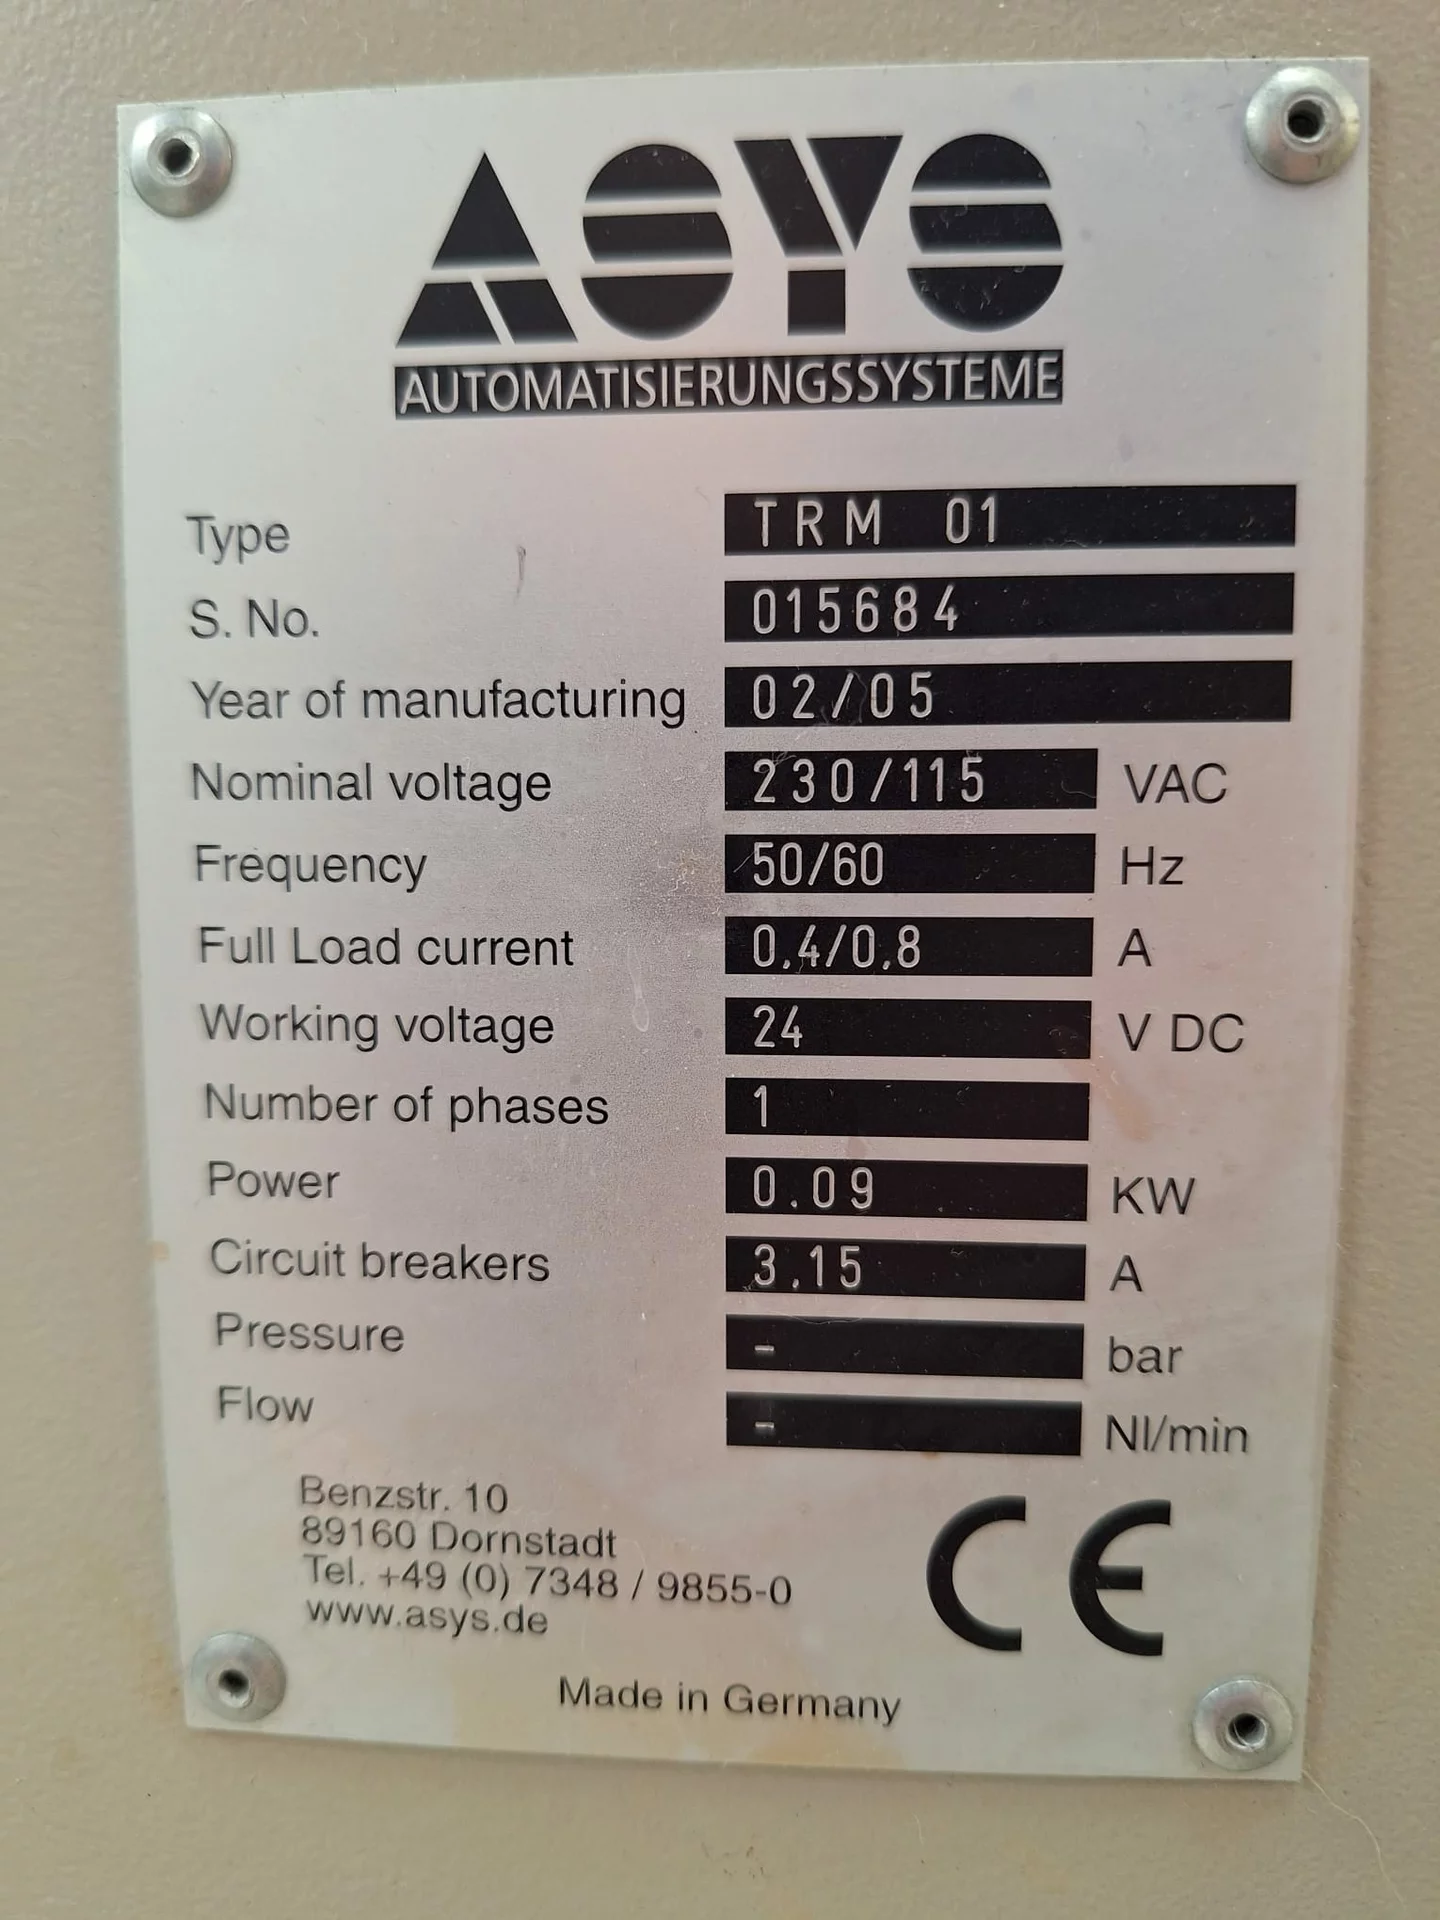 ASYS
AUTOMATISIERUNGSSYSTEME
Type TRM 01
S. No. 015684
Year of manufacturing 02/05
Nominal voltage 230/115 VAC
Frequency 50/60 Hz
Full Load current 0.4/0.8 A
Working voltage 24 V DC
Number of phases 1
Power 0.09 KW
Circuit breakers 3.15 A
Pressure - bar
Flow - Nl/min
Benzstr. 10
89160 Dornstadt
Tel. +49 (0) 7348 / 9855-0
www.asys.de
CE
Made in Germany